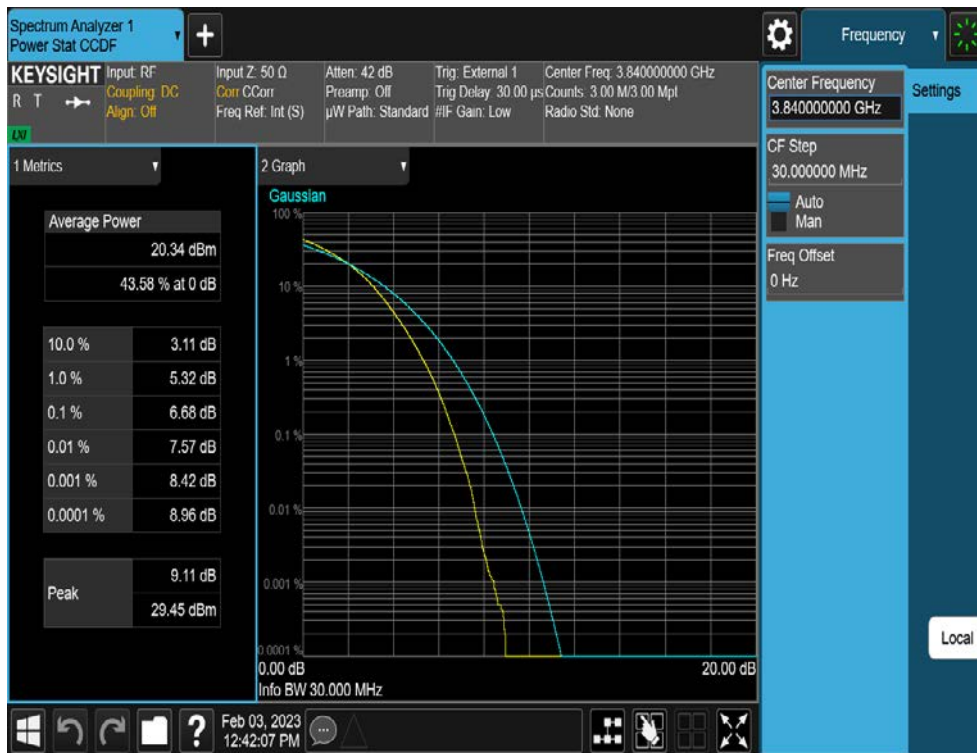 Spectrum Analyzer 1
Power Stat CCDF
+
Frequency
KEYSIGHT
R T
LXI
Input: RF
Coupling: DC
Align: Off
Input Z: 50 Ω
Corr CCorr
Freq Ref: Int (S)
Atten: 42 dB
Preamp: Off
µW Path: Standard
Trig: External 1
Trig Delay: 30.00 µs
#IF Gain: Low
Center Freq: 3.840000000 GHz
Counts: 3.00 M/3.00 Mpt
Radio Std: None
Center Frequency
3.840000000 GHz
Settings
CF Step
30.000000 MHz
Auto
Man
Freq Offset
0 Hz
Local
1 Metrics
Average Power
20.34 dBm
43.58 % at 0 dB
10.0 % 3.11 dB
1.0 % 5.32 dB
0.1 % 6.68 dB
0.01 % 7.57 dB
0.001 % 8.42 dB
0.0001 % 8.96 dB
Peak
9.11 dB
29.45 dBm
2 Graph
Gaussian
100 %
10 %
1 %
0.1 %
0.01 %
0.001 %
0.0001 %
0.00 dB 20.00 dB
Info BW 30.000 MHz
?
Feb 03, 2023
12:42:07 PM